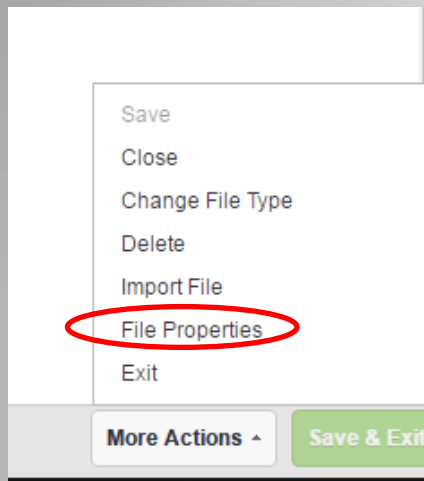 Save
Close
Change File Type
Delete
Import File
File Properties
Exit
More Actions
Save & Exit